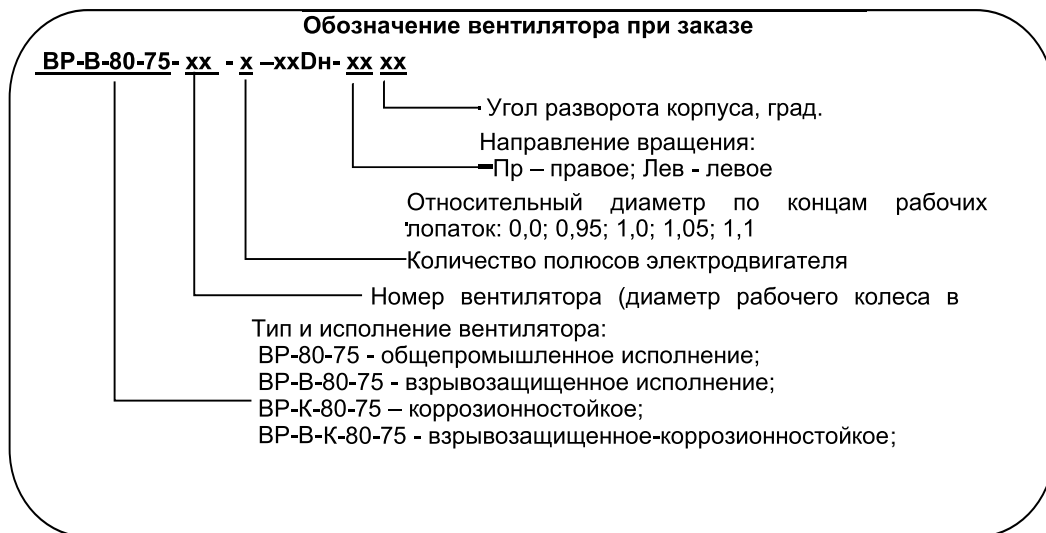 Обозначение вентилятора при заказе
ВР-В-80-75- хх - х –ххDн- хх хх
Угол разворота корпуса, град.
Направление вращения:
Пр – правое; Лев - левое
Относительный диаметр по концам рабочих
лопаток: 0,0; 0,95; 1,0; 1,05; 1,1
Количество полюсов электродвигателя
Номер вентилятора (диаметр рабочего колеса в
Тип и исполнение вентилятора:
ВР-80-75 - общепромышленное исполнение;
ВР-В-80-75 - взрывозащищенное исполнение;
ВР-К-80-75 – коррозионностойкое;
ВР-В-К-80-75 - взрывозащищенное-коррозионностойкое;